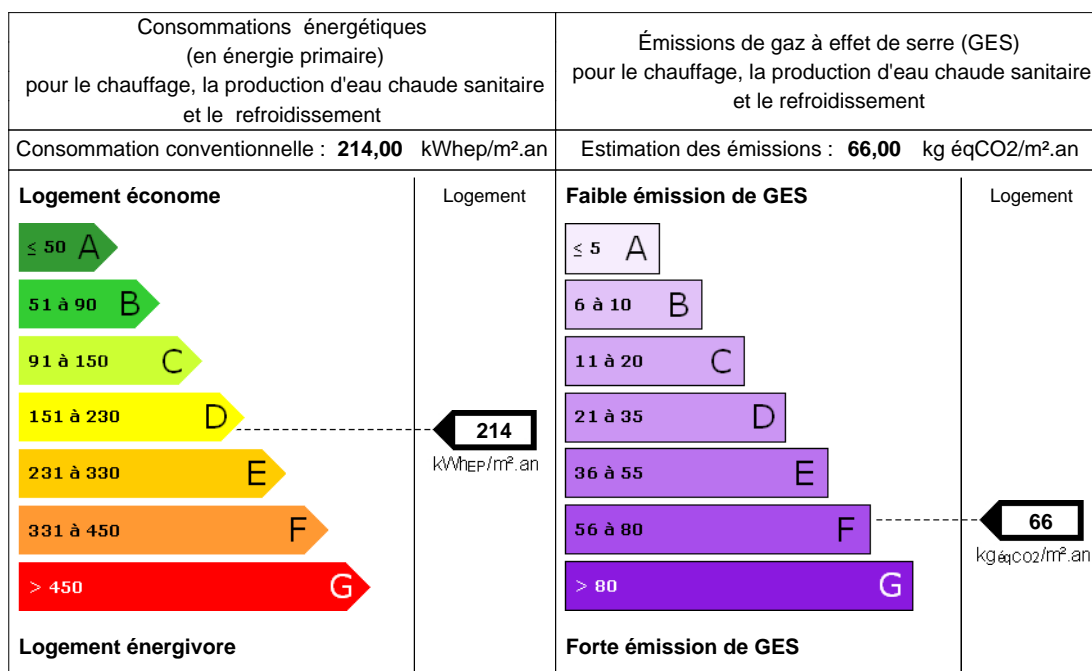 Consommations énergétiques
(en énergie primaire)
pour le chauffage, la production d'eau chaude sanitaire
et le refroidissement
Émissions de gaz à effet de serre (GES)
pour le chauffage, la production d'eau chaude sanitaire
et le refroidissement
Consommation conventionnelle : 214,00 kWhep/m².an
Estimation des émissions : 66,00 kg éqCO2/m².an
Logement économe
Logement
≤ 50 A
51 à 90 B
91 à 150 C
151 à 230 D
231 à 330 E
331 à 450 F
> 450 G
214
kWhEP/m².an
Logement énergivore
Faible émission de GES
Logement
≤ 5 A
6 à 10 B
11 à 20 C
21 à 35 D
36 à 55 E
56 à 80 F
> 80 G
66
kgéqCO2/m².an
Forte émission de GES